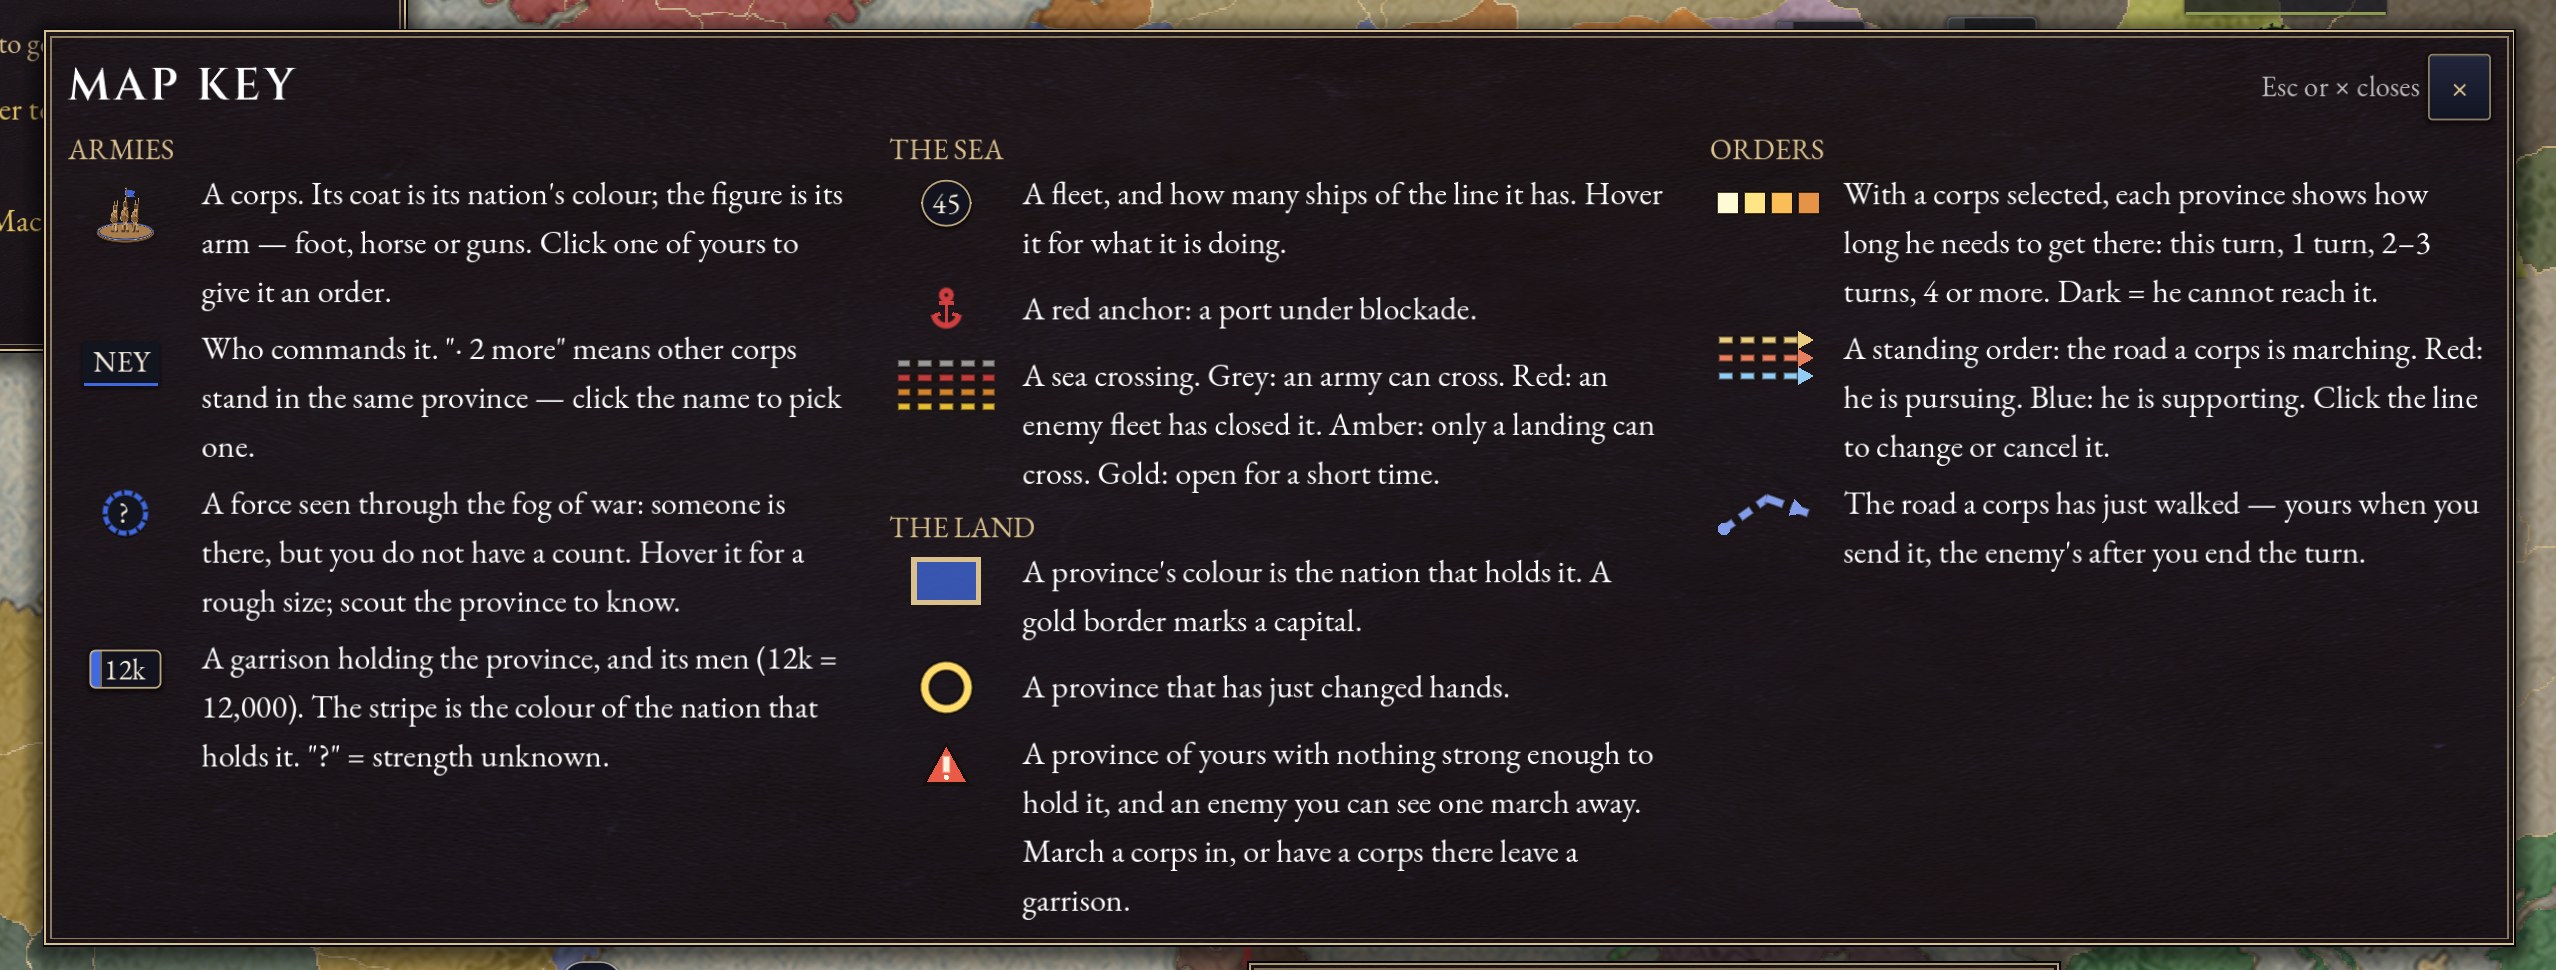 to g
er t
Mac
MAP KEY
Esc or × closes
×
ARMIES
A corps. Its coat is its nation's colour; the figure is its
arm — foot, horse or guns. Click one of yours to
give it an order.
NEY
Who commands it. "· 2 more" means other corps
stand in the same province — click the name to pick
one.
?
A force seen through the fog of war: someone is
there, but you do not have a count. Hover it for a
rough size; scout the province to know.
12k
A garrison holding the province, and its men (12k =
12,000). The stripe is the colour of the nation that
holds it. "?" = strength unknown.
THE SEA
45
A fleet, and how many ships of the line it has. Hover
it for what it is doing.
A red anchor: a port under blockade.
A sea crossing. Grey: an army can cross. Red: an
enemy fleet has closed it. Amber: only a landing can
cross. Gold: open for a short time.
THE LAND
A province's colour is the nation that holds it. A
gold border marks a capital.
A province that has just changed hands.
A province of yours with nothing strong enough to
hold it, and an enemy you can see one march away.
March a corps in, or have a corps there leave a
garrison.
ORDERS
With a corps selected, each province shows how
long he needs to get there: this turn, 1 turn, 2–3
turns, 4 or more. Dark = he cannot reach it.
A standing order: the road a corps is marching. Red:
he is pursuing. Blue: he is supporting. Click the line
to change or cancel it.
The road a corps has just walked — yours when you
send it, the enemy's after you end the turn.